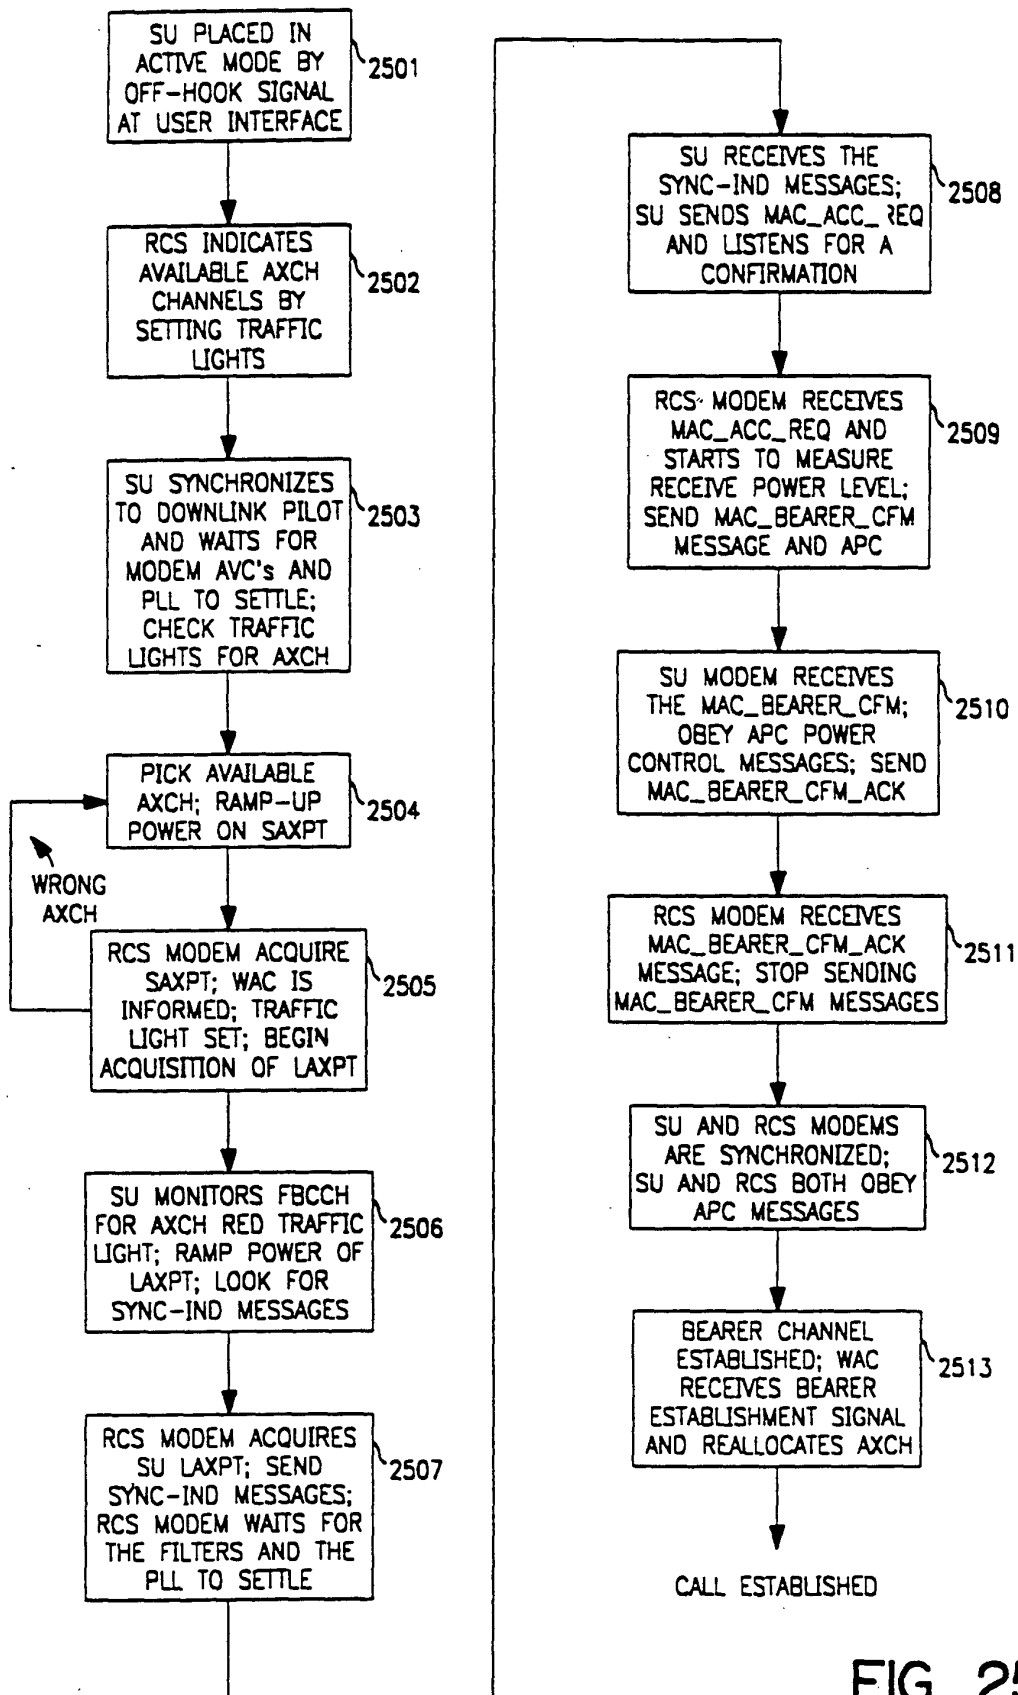 SU PLACED IN
ACTIVE MODE BY
OFF-HOOK SIGNAL
AT USER INTERFACE
2501
RCS INDICATES
AVAILABLE AXCH
CHANNELS BY
SETTING TRAFFIC
LIGHTS
2502
SU SYNCHRONIZES
TO DOWNLINK PILOT
AND WAITS FOR
MODEM AVC's AND
PLL TO SETTLE;
CHECK TRAFFIC
LIGHTS FOR AXCH
2503
PICK AVAILABLE
AXCH; RAMP-UP
POWER ON SAXPT
2504
WRONG
AXCH
RCS MODEM ACQUIRE
SAXPT; WAC IS
INFORMED; TRAFFIC
LIGHT SET; BEGIN
ACQUISITION OF LAXPT
2505
SU MONITORS FBCCH
FOR AXCH RED TRAFFIC
LIGHT; RAMP POWER OF
LAXPT; LOOK FOR
SYNC-IND MESSAGES
2506
RCS MODEM ACQUIRES
SU LAXPT; SEND
SYNC-IND MESSAGES;
RCS MODEM WAITS FOR
THE FILTERS AND THE
PLL TO SETTLE
2507
SU RECEIVES THE
SYNC-IND MESSAGES;
SU SENDS MAC_ACC_REQ
AND LISTENS FOR A
CONFIRMATION
2508
RCS MODEM RECEIVES
MAC_ACC_REQ AND
STARTS TO MEASURE
RECEIVE POWER LEVEL;
SEND MAC_BEARER_CFM
MESSAGE AND APC
2509
SU MODEM RECEIVES
THE MAC_BEARER_CFM;
OBEY APC POWER
CONTROL MESSAGES; SEND
MAC_BEARER_CFM_ACK
2510
RCS MODEM RECEIVES
MAC_BEARER_CFM_ACK
MESSAGE; STOP SENDING
MAC_BEARER_CFM MESSAGES
2511
SU AND RCS MODEMS
ARE SYNCHRONIZED;
SU AND RCS BOTH OBEY
APC MESSAGES
2512
BEARER CHANNEL
ESTABLISHED; WAC
RECEIVES BEARER
ESTABLISHMENT SIGNAL
AND REALLOCATES AXCH
2513
CALL ESTABLISHED
FIG. 25